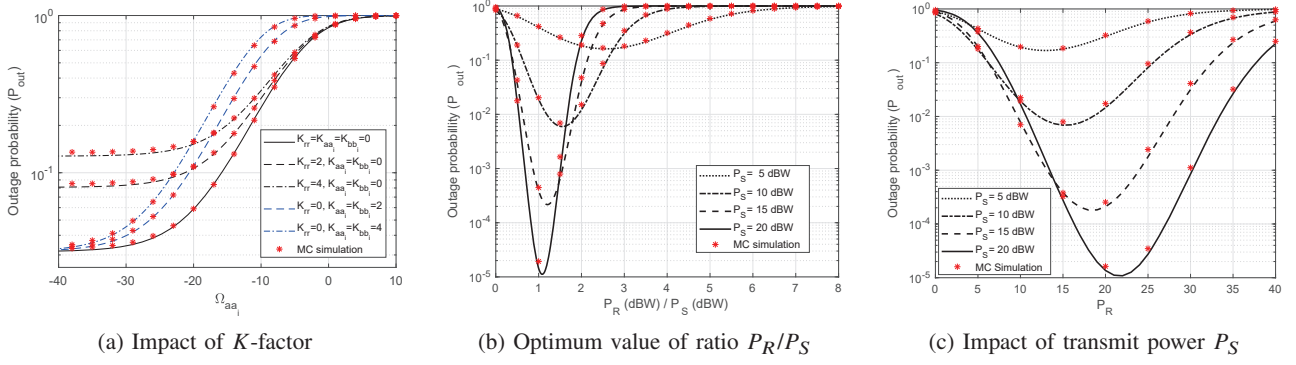 Outage probability (P_out)
10^0
10^-1
K_rr=K_aa_i=K_bb_i=0
K_rr=2, K_aa_i=K_bb_i=0
K_rr=4, K_aa_i=K_bb_i=0
K_rr=0, K_aa_i=K_bb_i=2
K_rr=0, K_aa_i=K_bb_i=4
MC simulation
-40 -30 -20 -10 0 10
Ω_aa_i
(a) Impact of K-factor
Outage probability (P_out)
10^0
10^-1
10^-2
10^-3
10^-4
10^-5
P_S= 5 dBW
P_S= 10 dBW
P_S= 15 dBW
P_S= 20 dBW
MC simulation
0 1 2 3 4 5 6 7 8
P_R (dBW) / P_S (dBW)
(b) Optimum value of ratio P_R/P_S
Outage probability (P_out)
10^0
10^-1
10^-2
10^-3
10^-4
10^-5
P_S= 5 dBW
P_S= 10 dBW
P_S= 15 dBW
P_S= 20 dBW
MC Simulation
0 5 10 15 20 25 30 35 40
P_R
(c) Impact of transmit power P_S